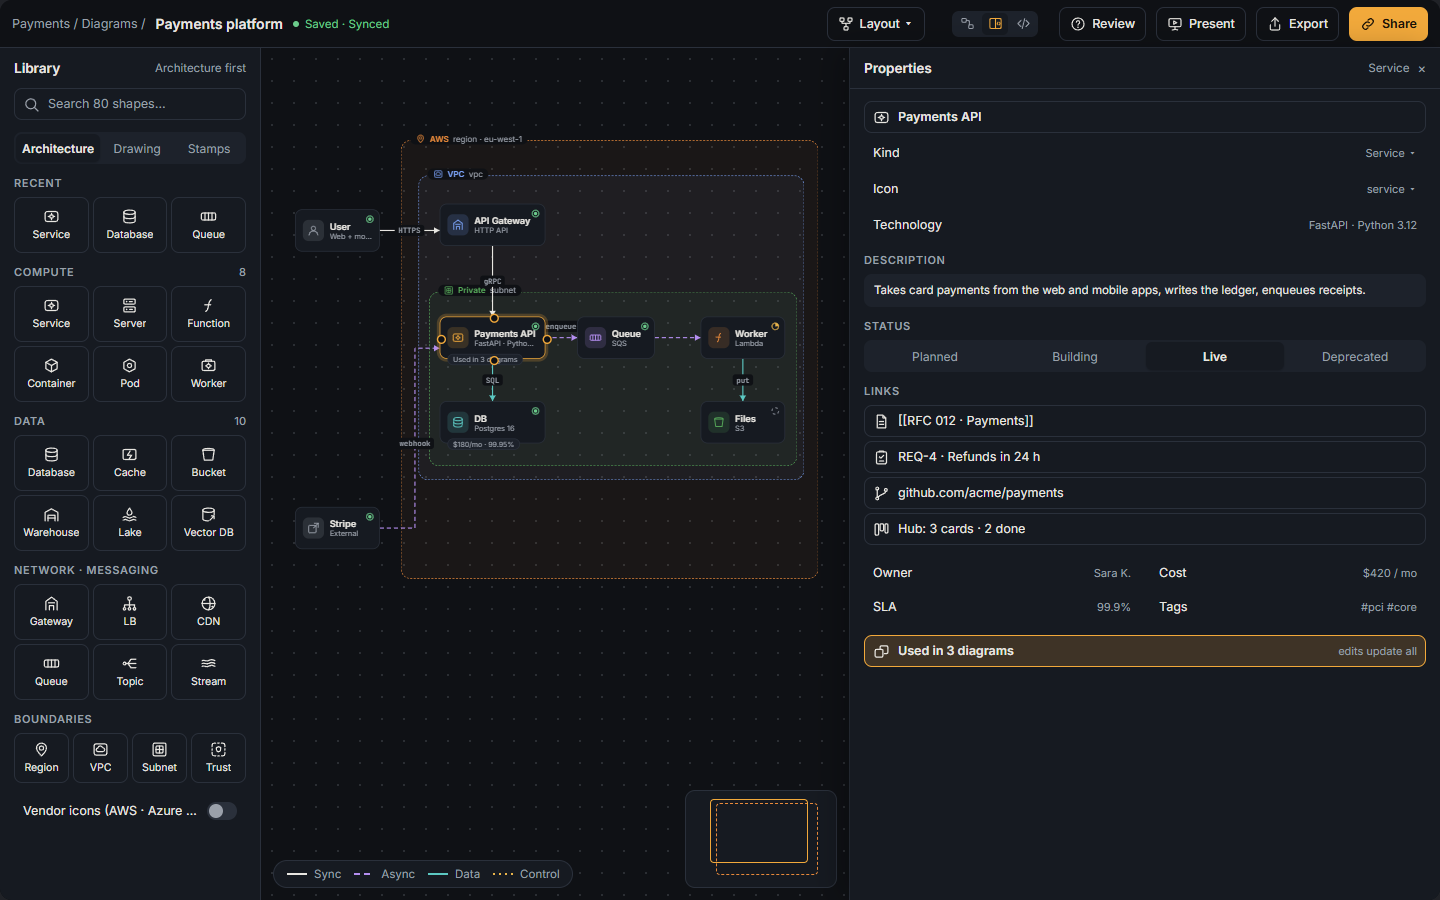 Payments / Diagrams / Payments platform Saved · Synced
Layout
Review
Present
Export
Share
Library
Architecture first
Search 80 shapes...
Architecture Drawing Stamps
RECENT
Service Database Queue
COMPUTE 8
Service Server Function
Container Pod Worker
DATA 10
Database Cache Bucket
Warehouse Lake Vector DB
NETWORK · MESSAGING
Gateway LB CDN
Queue Topic Stream
BOUNDARIES
Region VPC Subnet Trust
Vendor icons (AWS · Azure ...
AWS region · eu-west-1
VPC vpc
User
Web + mo...
HTTPS
API Gateway
HTTP API
gRPC
Private subnet
Payments API
FastAPI · Pytho...
Used in 3 diagrams
enqueue
Queue
SQS
Worker
Lambda
SQL
put
DB
Postgres 16
$180/mo · 99.95%
Files
S3
webhook
Stripe
External
Sync Async Data Control
Properties
Service ×
Payments API
Kind Service
Icon service
Technology FastAPI · Python 3.12
DESCRIPTION
Takes card payments from the web and mobile apps, writes the ledger, enqueues receipts.
STATUS
Planned Building Live Deprecated
LINKS
[[RFC 012 · Payments]]
REQ-4 · Refunds in 24 h
github.com/acme/payments
Hub: 3 cards · 2 done
Owner Sara K. Cost $420 / mo
SLA 99.9% Tags #pci #core
Used in 3 diagrams edits update all